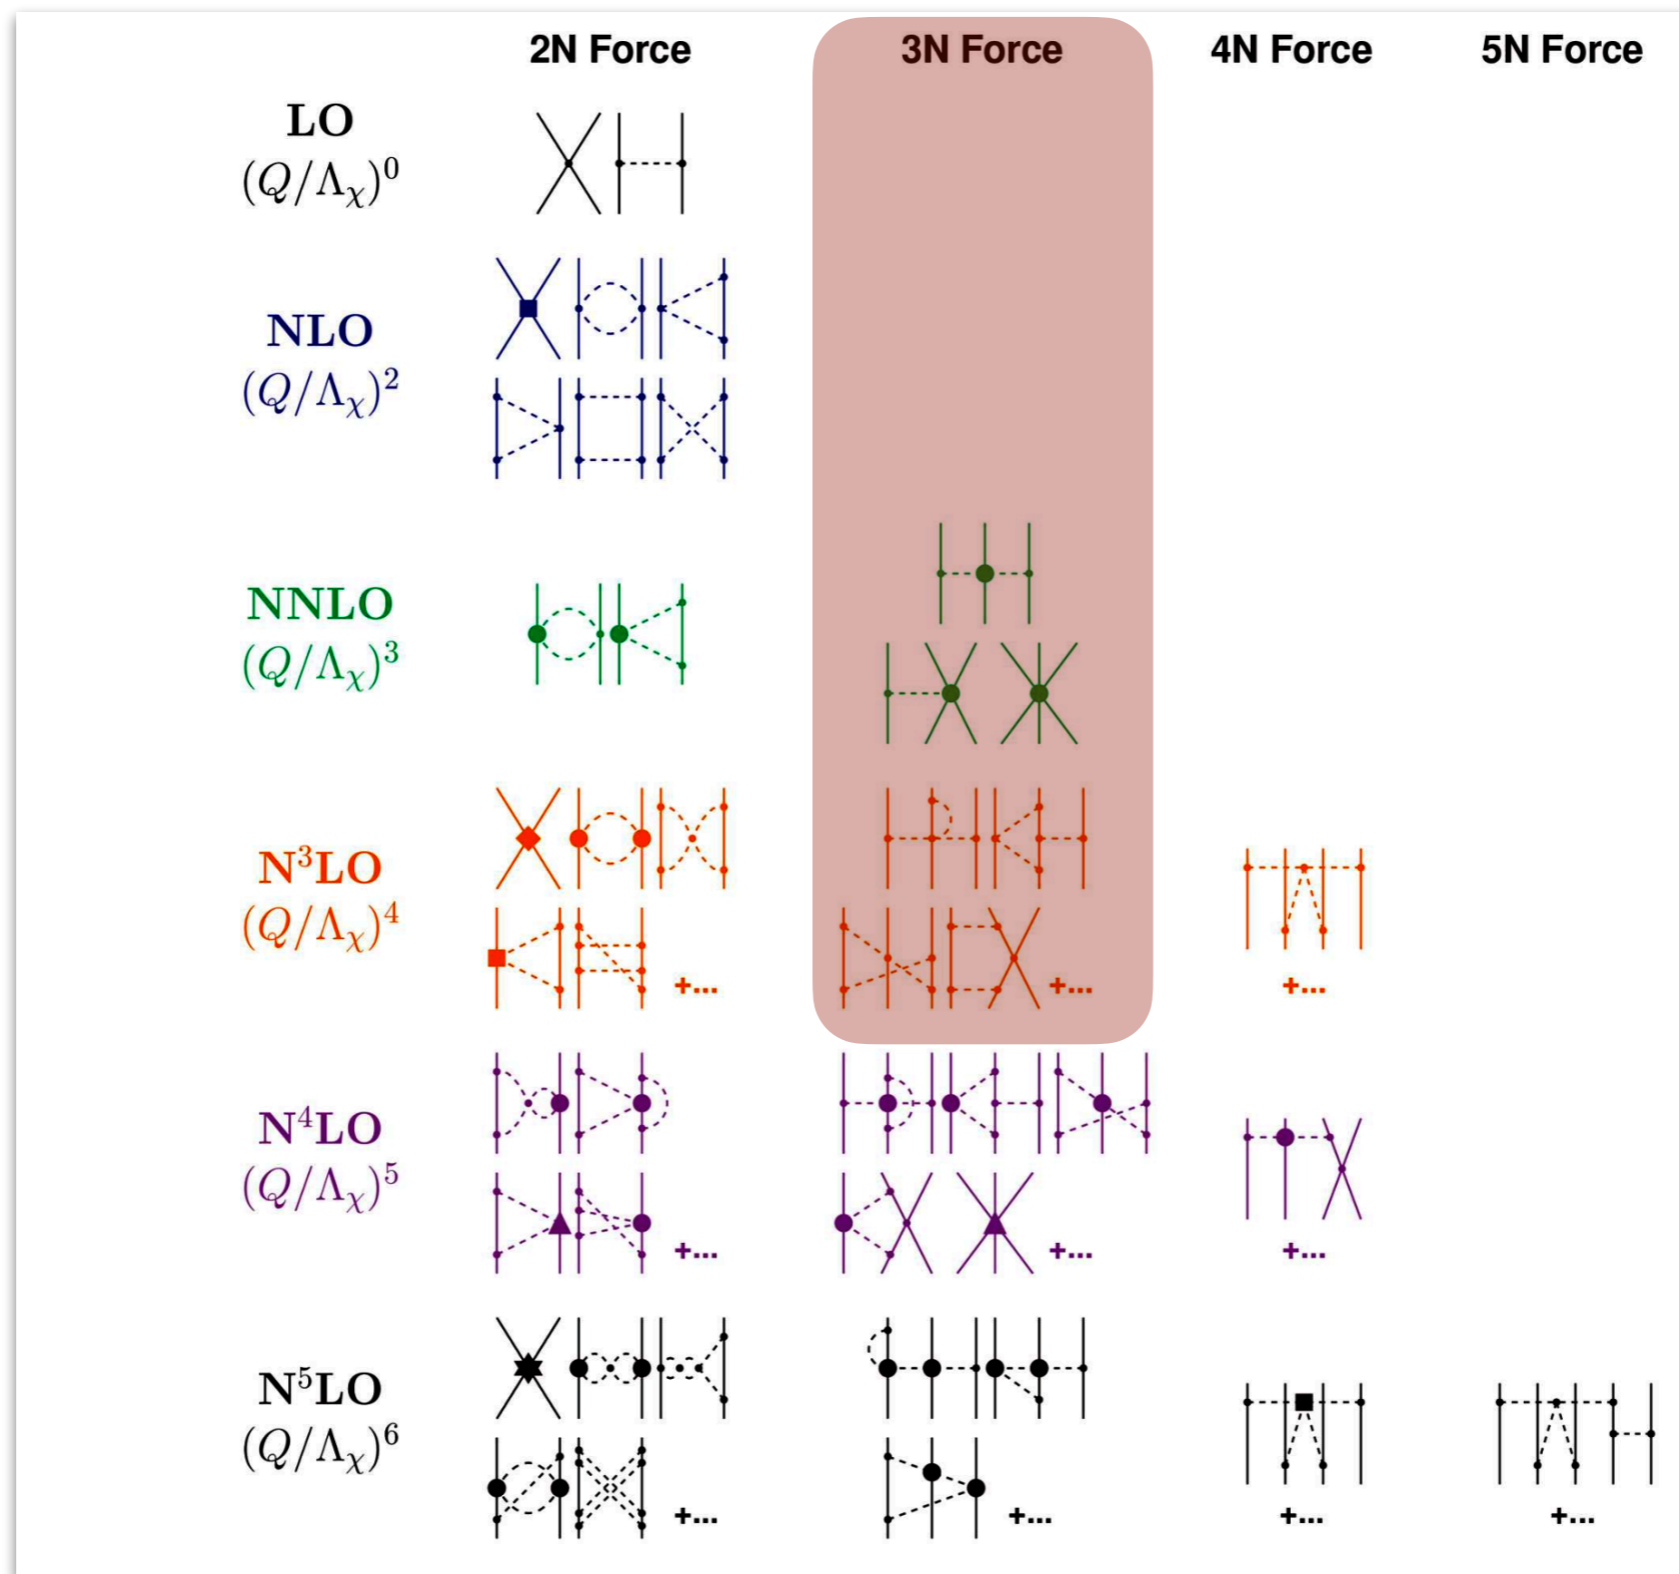 2N Force 3N Force 4N Force 5N Force
LO
(Q/Λχ)⁰
NLO
(Q/Λχ)²
NNLO
(Q/Λχ)³
N³LO
(Q/Λχ)⁴
+... +... +...
N⁴LO
(Q/Λχ)⁵
+... +... +...
N⁵LO
(Q/Λχ)⁶
+... +... +... +...